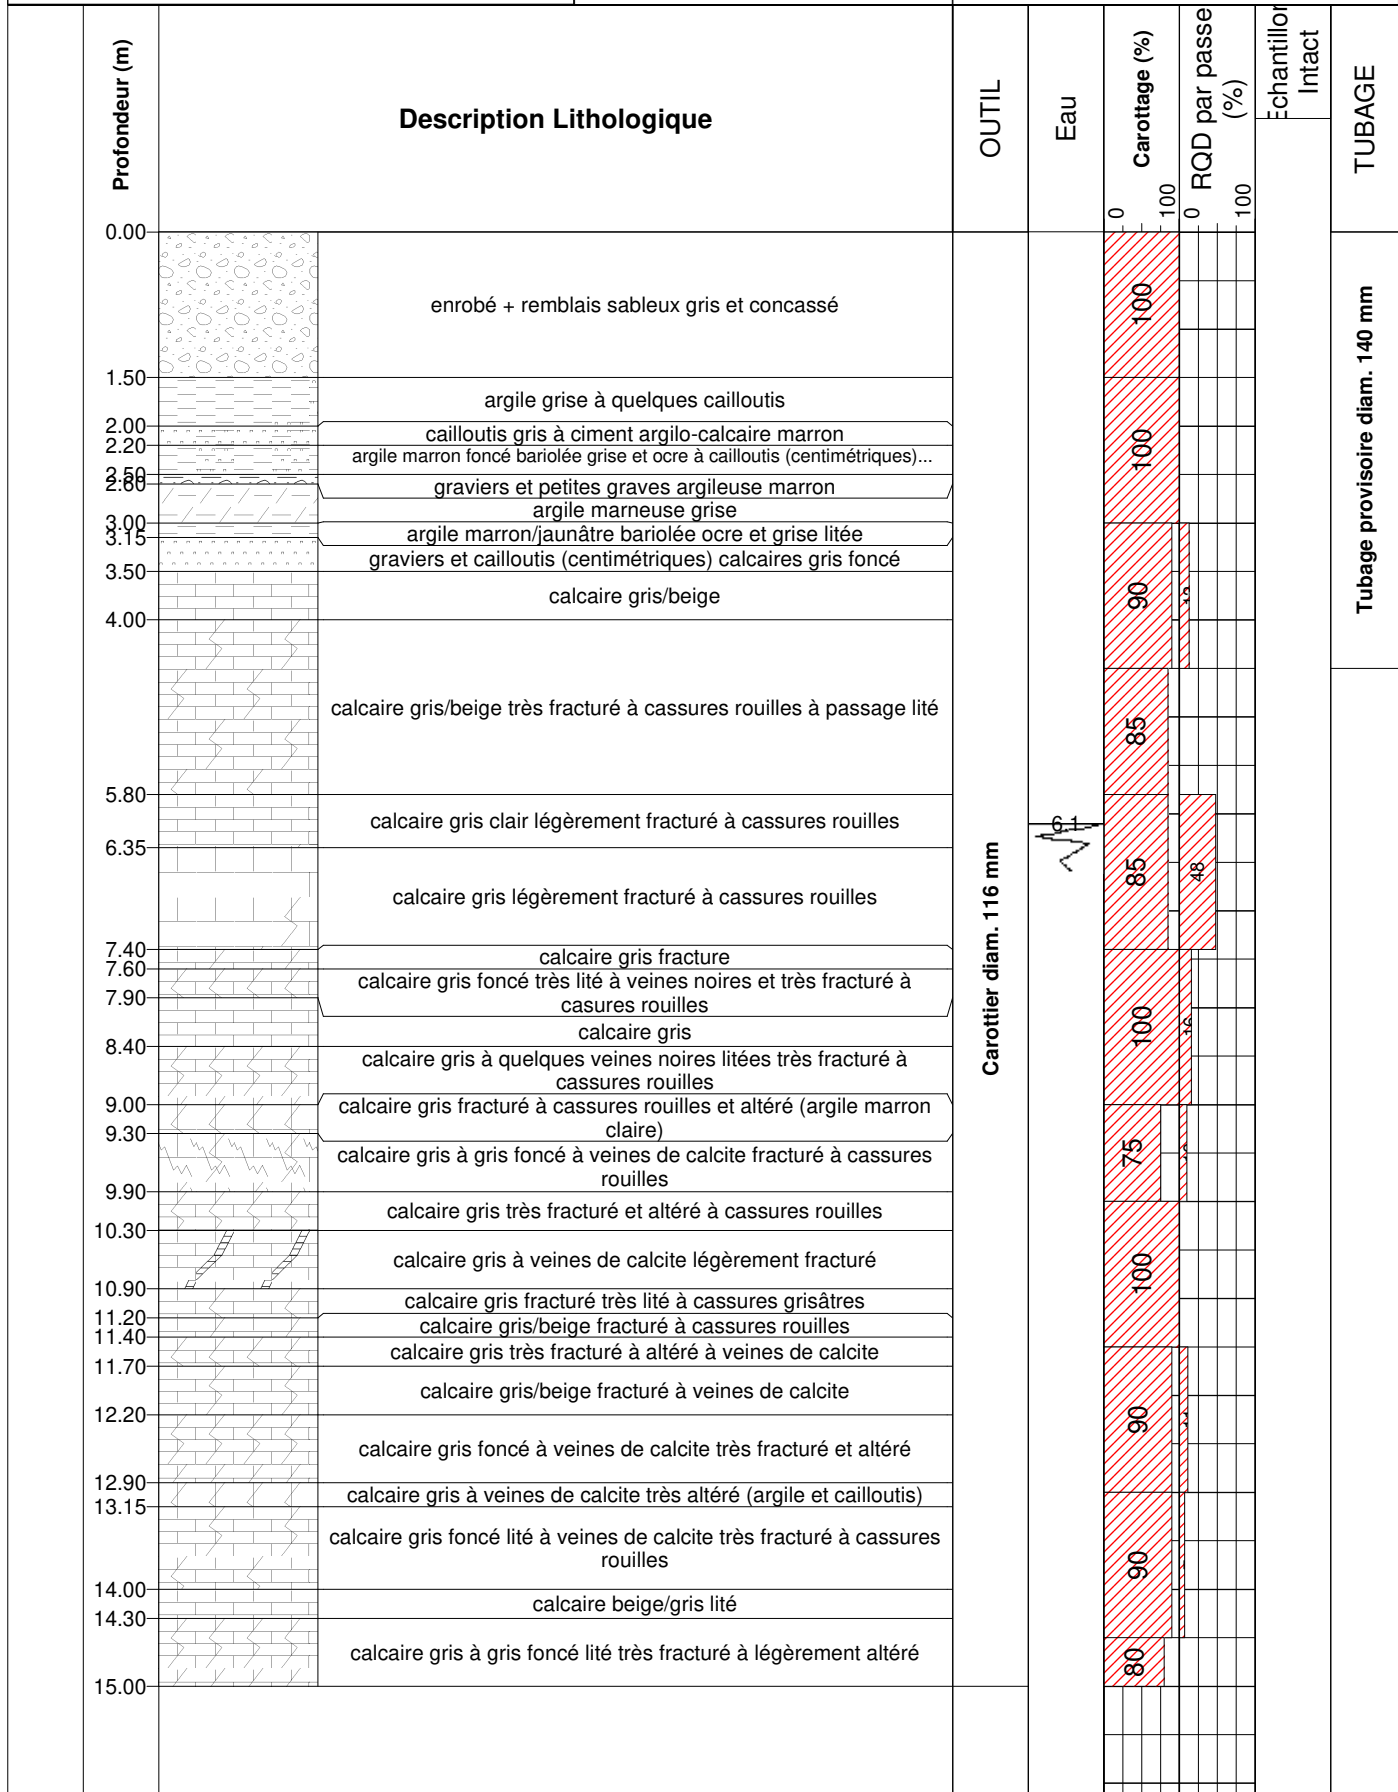 Profondeur (m)
Description Lithologique
OUTIL
Eau
Carottage (%)
0
100
RQD par passe
(%)
0
100
Echantillon
Intact
TUBAGE
0.00
enrobé + remblais sableux gris et concassé
1.50
argile grise à quelques cailloutis
2.00
cailloutis gris à ciment argilo-calcaire marron
2.20
argile marron foncé bariolée grise et ocre à cailloutis (centimétriques)...
2.50
2.60
graviers et petites graves argileuse marron
argile marneuse grise
3.00
argile marron/jaunâtre bariolée ocre et grise litée
3.15
graviers et cailloutis (centimétriques) calcaires gris foncé
3.50
calcaire gris/beige
4.00
calcaire gris/beige très fracturé à cassures rouilles à passage lité
5.80
calcaire gris clair légèrement fracturé à cassures rouilles
6.35
calcaire gris légèrement fracturé à cassures rouilles
7.40
calcaire gris fracture
7.60
calcaire gris foncé très lité à veines noires et très fracturé à
casures rouilles
7.90
calcaire gris
8.40
calcaire gris à quelques veines noires litées très fracturé à
cassures rouilles
9.00
calcaire gris fracturé à cassures rouilles et altéré (argile marron
claire)
9.30
calcaire gris à gris foncé à veines de calcite fracturé à cassures
rouilles
9.90
calcaire gris très fracturé et altéré à cassures rouilles
10.30
calcaire gris à veines de calcite légèrement fracturé
10.90
calcaire gris fracturé très lité à cassures grisâtres
11.20
calcaire gris/beige fracturé à cassures rouilles
11.40
calcaire gris très fracturé à altéré à veines de calcite
11.70
calcaire gris/beige fracturé à veines de calcite
12.20
calcaire gris foncé à veines de calcite très fracturé et altéré
12.90
calcaire gris à veines de calcite très altéré (argile et cailloutis)
13.15
calcaire gris foncé lité à veines de calcite très fracturé à cassures
rouilles
14.00
calcaire beige/gris lité
14.30
calcaire gris à gris foncé lité très fracturé à légèrement altéré
15.00
Carottier diam. 116 mm
6.1
100
100
90
85
85
100
75
100
90
90
80
48
16
Tubage provisoire diam. 140 mm